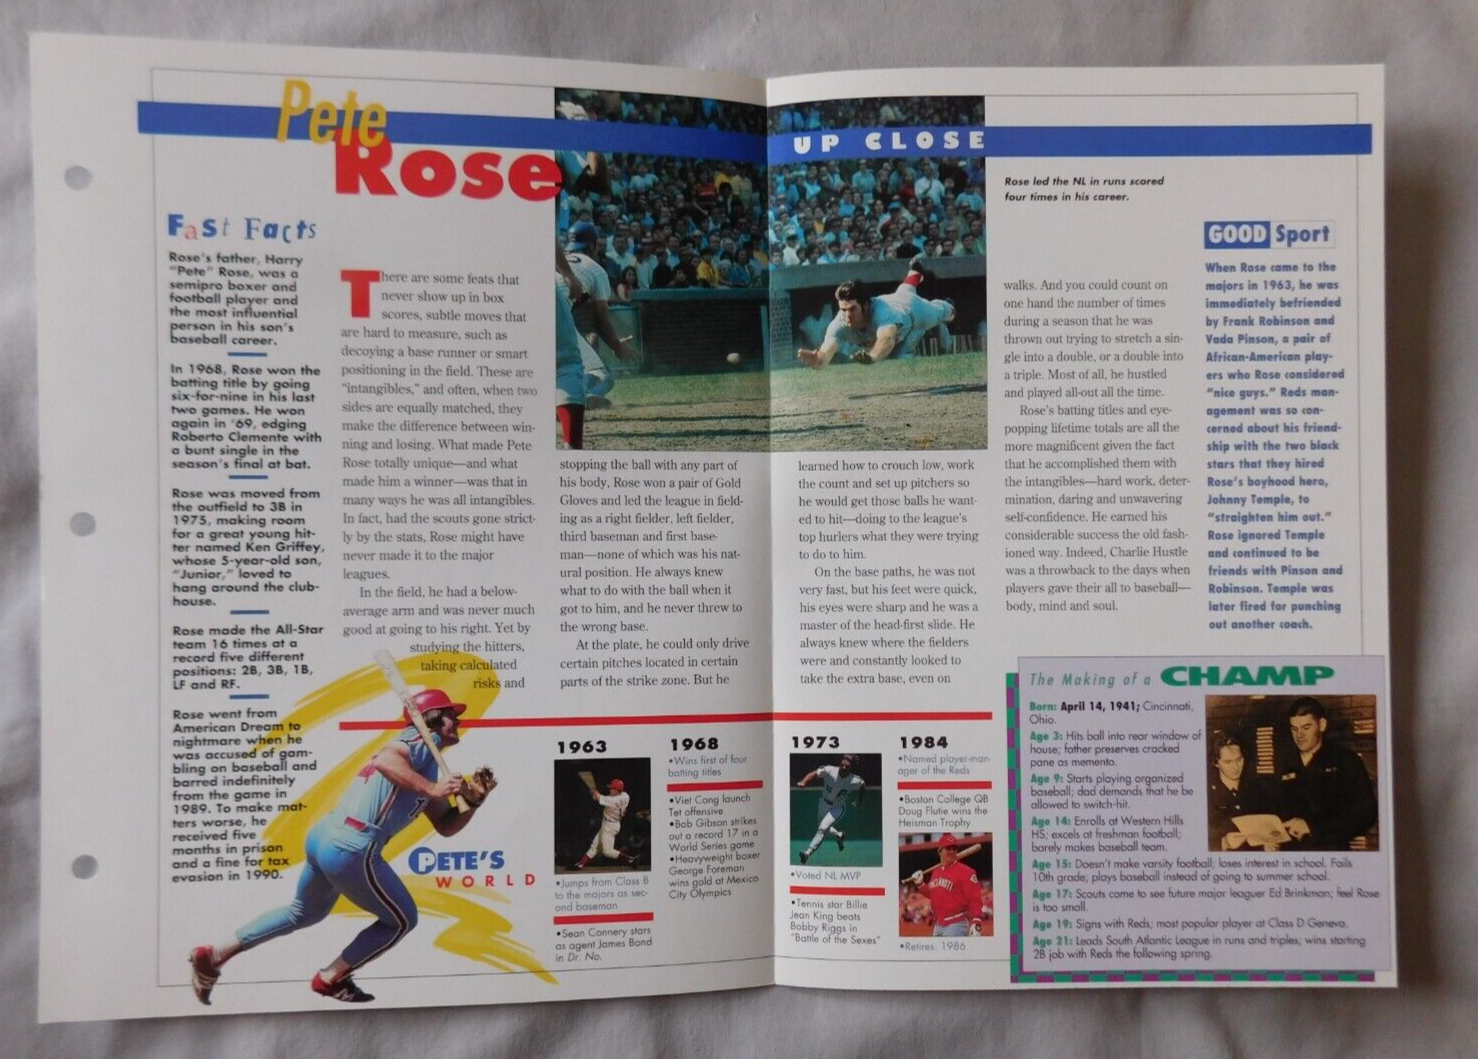 Pete
Rose
UP CLOSE
Fast Facts
Rose's father, Harry
"Pete" Rose, was a
semipro boxer and
football player and
the most influential
person in his son's
baseball career.
In 1968, Rose won the
batting title by going
six-for-nine in his last
two games. He won
again in '69, edging
Roberto Clemente with
a bunt single in the
season's final at bat.
Rose was moved from
the outfield to 3B in
1975, making room
for a great young hit-
ter named Ken Griffey,
whose 5-year-old son,
"Junior," loved to
hang around the club-
house.
Rose made the All-Star
team 16 times at a
record five different
positions: 2B, 3B, 1B,
LF and RF.
Rose went from
American Dream to
nightmare when he
was accused of gam-
bling on baseball and
barred indefinitely
from the game in
1989. To make mat-
ters worse, he
received five
months in prison
and a fine for tax
evasion in 1990.
There are some feats that
never show up in box
scores, subtle moves that
are hard to measure, such as
decoying a base runner or smart
positioning in the field. These are
"intangibles," and often, when two
sides are equally matched, they
make the difference between win-
ning and losing. What made Pete
Rose totally unique—and what
made him a winner—was that in
many ways he was all intangibles.
In fact, had the scouts gone strict-
ly by the stats, Rose might have
never made it to the major
leagues.
In the field, he had a below-
average arm and was never much
good at going to his right. Yet by
studying the hitters,
taking calculated
risks and
stopping the ball with any part of
his body, Rose won a pair of Gold
Gloves and led the league in field-
ing as a right fielder, left fielder,
third baseman and first base-
man—none of which was his nat-
ural position. He always knew
what to do with the ball when it
got to him, and he never threw to
the wrong base.
At the plate, he could only drive
certain pitches located in certain
parts of the strike zone. But he
learned how to crouch low, work
the count and set up pitchers so
he would get those balls he want-
ed to hit—doing to the league's
top hurlers what they were trying
to do to him.
On the base paths, he was not
very fast, but his feet were quick,
his eyes were sharp and he was a
master of the head-first slide. He
always knew where the fielders
were and constantly looked to
take the extra base, even on
Rose led the NL in runs scored
four times in his career.
walks. And you could count on
one hand the number of times
during a season that he was
thrown out trying to stretch a sin-
gle into a double, or a double into
a triple. Most of all, he hustled
and played all-out all the time.
Rose's batting titles and eye-
popping lifetime totals are all the
more magnificent given the fact
that he accomplished them with
the intangibles—hard work, deter-
mination, daring and unwavering
self-confidence. He earned his
considerable success the old fash-
ioned way. Indeed, Charlie Hustle
was a throwback to the days when
players gave their all to baseball—
body, mind and soul.
GOOD Sport
When Rose came to the
majors in 1963, he was
immediately befriended
by Frank Robinson and
Vada Pinson, a pair of
African-American play-
ers who Rose considered
"nice guys." Reds man-
agement was so con-
cerned about his friend-
ship with the two black
stars that they hired
Rose's boyhood hero,
Johnny Temple, to
"straighten him out."
Rose ignored Temple
and continued to be
friends with Pinson and
Robinson. Temple was
later fired for punching
out another coach.
PETE'S
WORLD
1963
•Jumps from Class B
to the majors as sec-
ond baseman
•Sean Connery stars
as agent James Bond
in Dr. No.
1968
•Wins first of four
batting titles
•Viet Cong launch
Tet offensive
•Bob Gibson strikes
out a record 17 in a
World Series game
•Heavyweight boxer
George Foreman
wins gold at Mexico
City Olympics
1973
•Voted NL MVP
•Tennis star Billie
Jean King beats
Bobby Riggs in
"Battle of the Sexes"
1984
•Named player-man-
ager of the Reds
•Boston College QB
Doug Flutie wins the
Heisman Trophy
•Retires: 1986
The Making of a CHAMP
Born: April 14, 1941; Cincinnati,
Ohio.
Age 3: Hits ball into rear window of
house; father preserves cracked
pane as memento.
Age 9: Starts playing organized
baseball; dad demands that he be
allowed to switch-hit.
Age 14: Enrolls at Western Hills
HS; excels at freshman football;
barely makes baseball team.
Age 15: Doesn't make varsity football; loses interest in school. Fails
10th grade; plays baseball instead of going to summer school.
Age 17: Scouts come to see future major leaguer Ed Brinkman; feel Rose
is too small.
Age 19: Signs with Reds; most popular player at Class D Geneva.
Age 21: Leads South Atlantic League in runs and triples; wins starting
2B job with Reds the following spring.